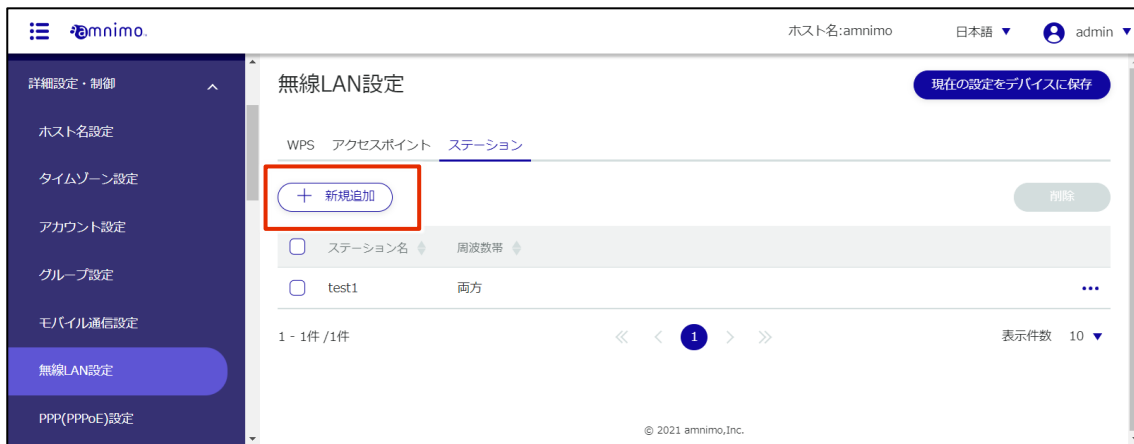 amnimo.
ホスト名:amnimo 日本語 admin
詳細設定・制御
ホスト名設定
タイムゾーン設定
アカウント設定
グループ設定
モバイル通信設定
無線LAN設定
PPP(PPPoE)設定
無線LAN設定
現在の設定をデバイスに保存
WPS アクセスポイント ステーション
新規追加
削除
ステーション名 周波数帯
test1 両方
1 - 1件 /1件
1
表示件数 10
© 2021 amnimo,Inc.